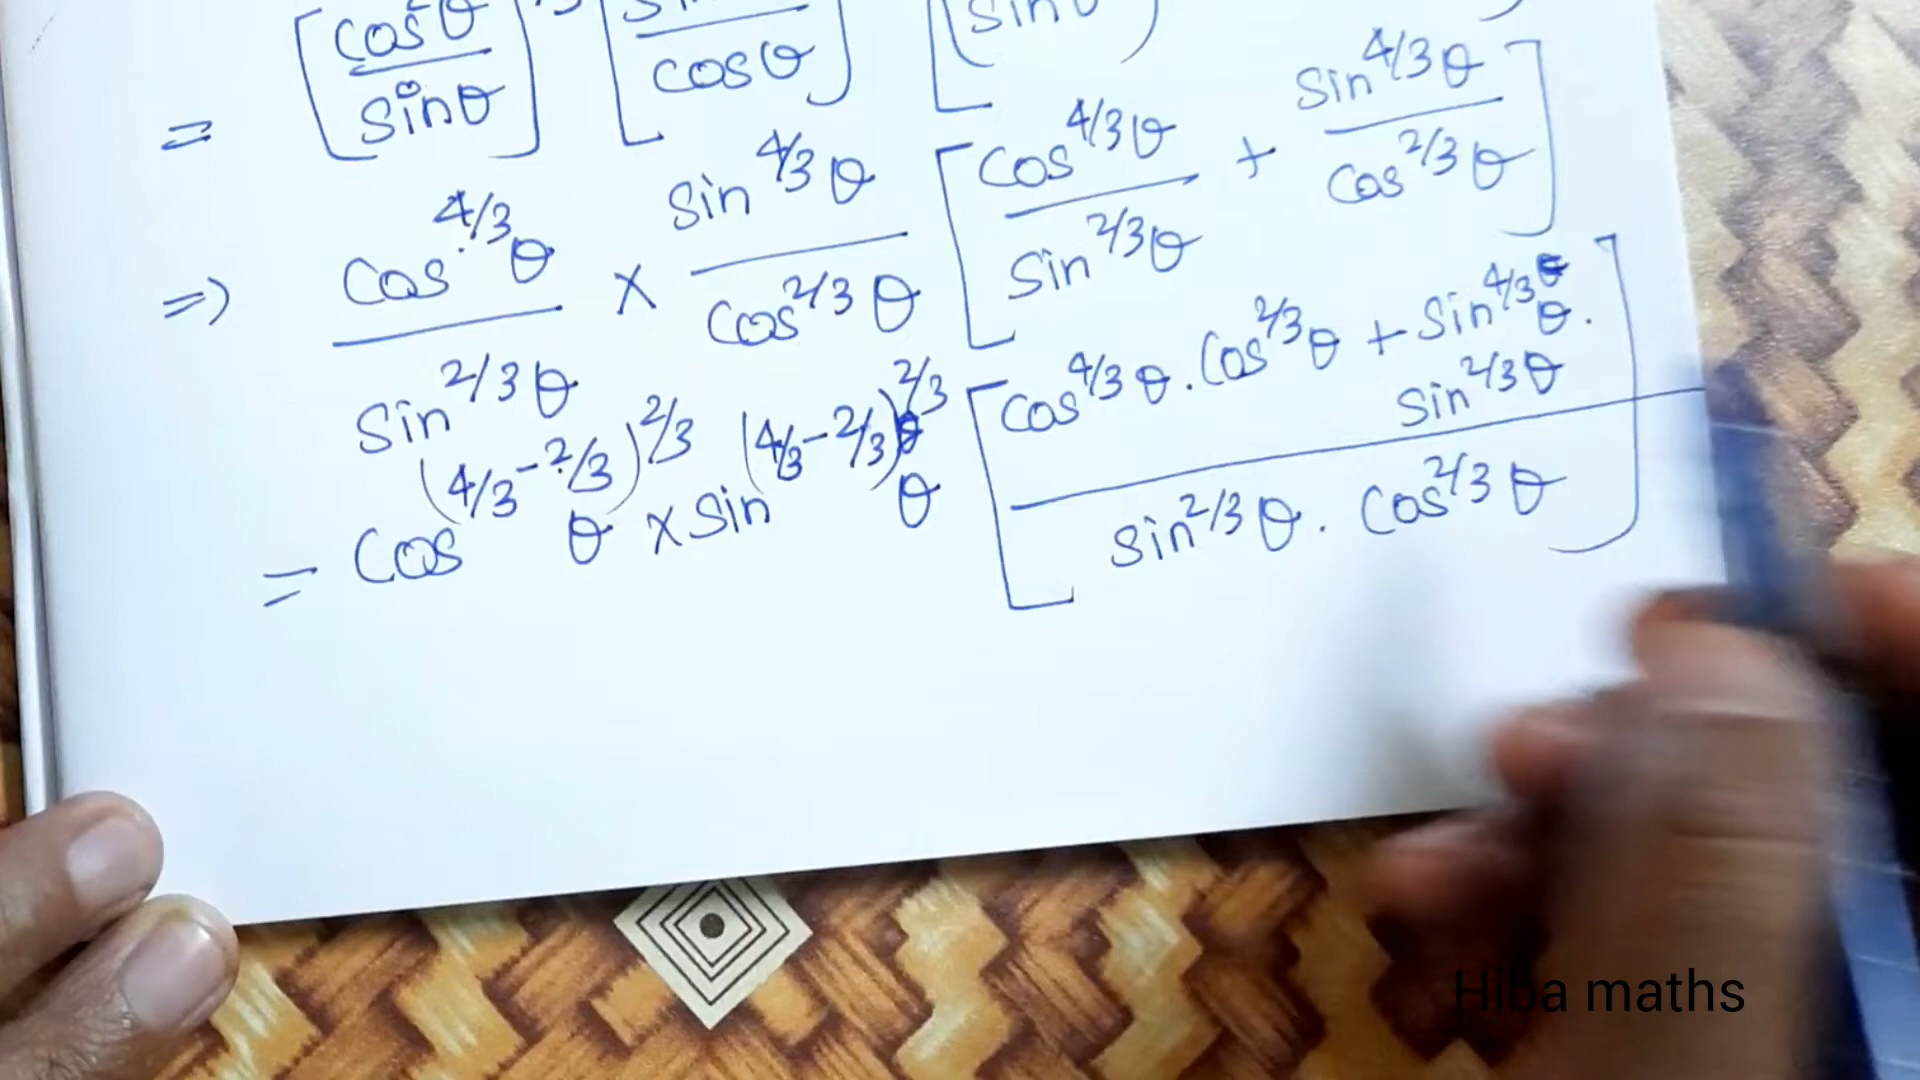 = [cos²θ/sinθ] [/cosθ] [(sinθ)
=> cos^4/3 θ/sin^2/3 θ × sin^4/3 θ/cos^2/3 θ [cos^4/3 θ/sin^2/3 θ + sin^4/3 θ/cos^2/3 θ]
= cos^(4/3-2/3)^2/3 θ × sin^(4/3-2/3)^2/3 θ [cos^4/3 θ . cos^2/3 θ + sin^4/3 θ . sin^2/3 θ/sin^2/3 θ . cos^2/3 θ]
Hiba maths